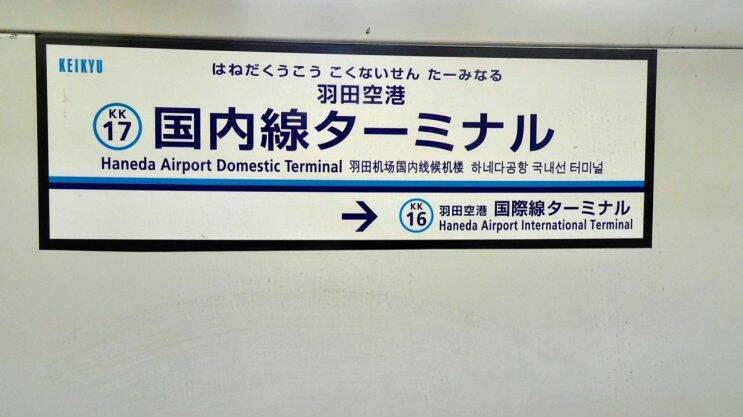 KEIKYU
はねだくうこう こくないせん たーみなる
羽田空港
KK
17
国内線ターミナル
Haneda Airport Domestic Terminal 羽田机场国内线候机楼 하네다공항 국내선 터미널
→
KK
16
羽田空港 国際線ターミナル
Haneda Airport International Terminal